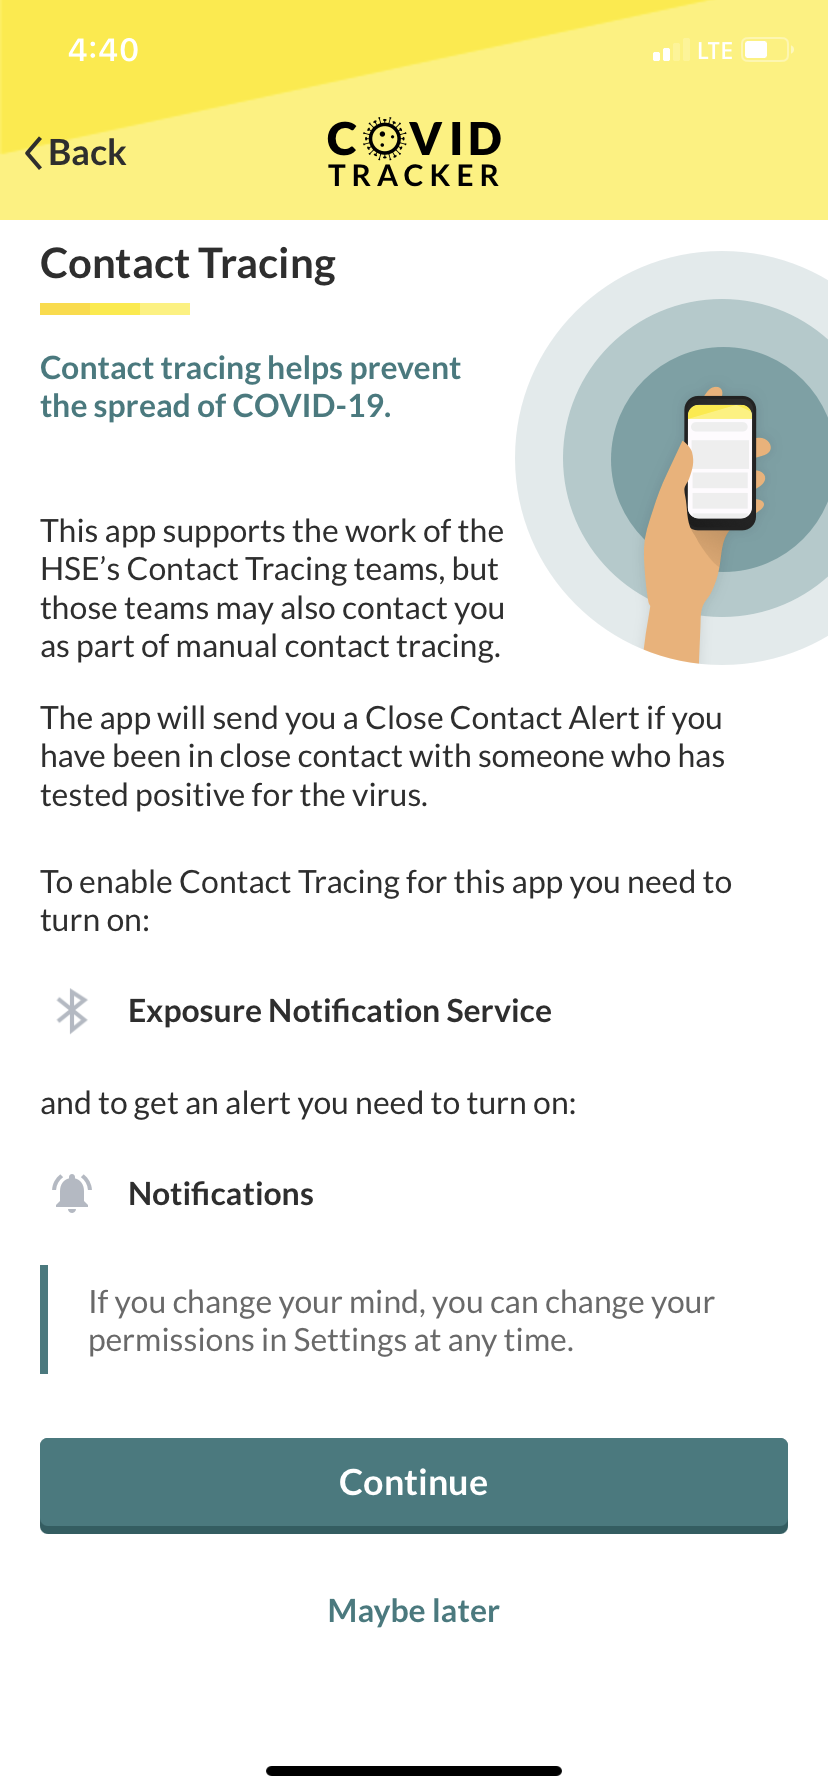 4:40
LTE
Back
COVID
TRACKER
Contact Tracing
Contact tracing helps prevent
the spread of COVID-19.
This app supports the work of the
HSE’s Contact Tracing teams, but
those teams may also contact you
as part of manual contact tracing.
The app will send you a Close Contact Alert if you
have been in close contact with someone who has
tested positive for the virus.
To enable Contact Tracing for this app you need to
turn on:
Exposure Notification Service
and to get an alert you need to turn on:
Notifications
If you change your mind, you can change your
permissions in Settings at any time.
Continue
Maybe later